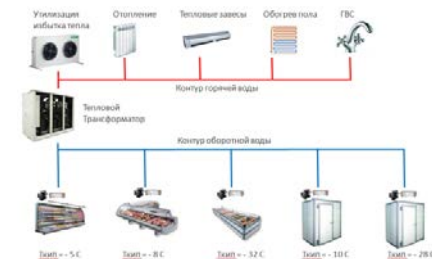 Утилизация
избытка тепла
Отопление
Тепловые завесы
Обогрев пола
ГВС
Контур горячей воды
Тепловой
Трансформатор
Контур оборотной воды
Ткип = - 5 С
Ткип = - 8 С
Ткип = - 32 С
Ткип = - 10 С
Ткип = - 28 С